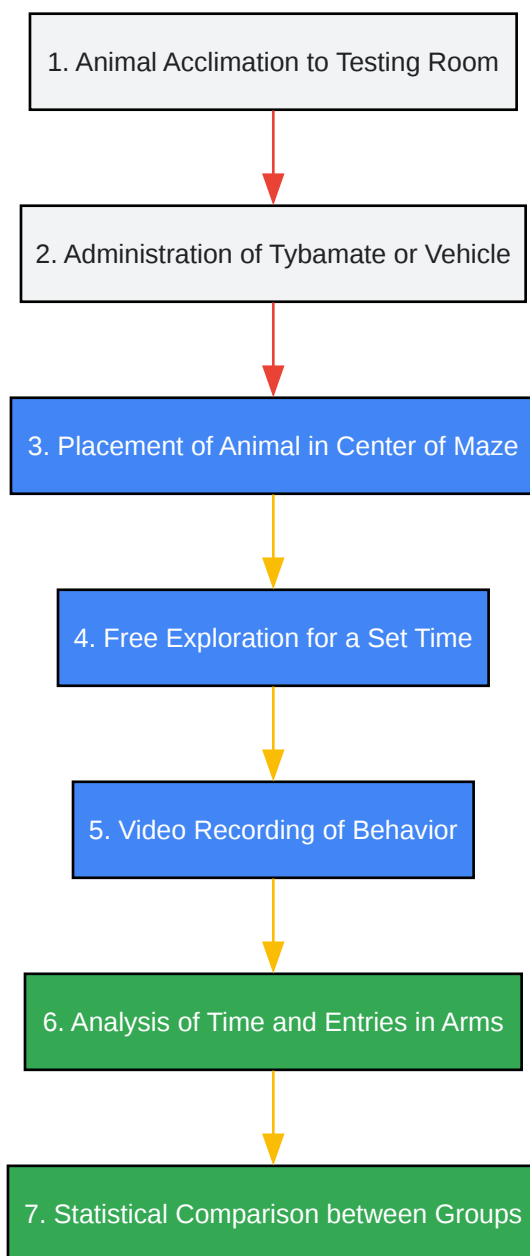 1. Animal Acclimation to Testing Room
2. Administration of Tybamate or Vehicle
3. Placement of Animal in Center of Maze
4. Free Exploration for a Set Time
5. Video Recording of Behavior
6. Analysis of Time and Entries in Arms
7. Statistical Comparison between Groups